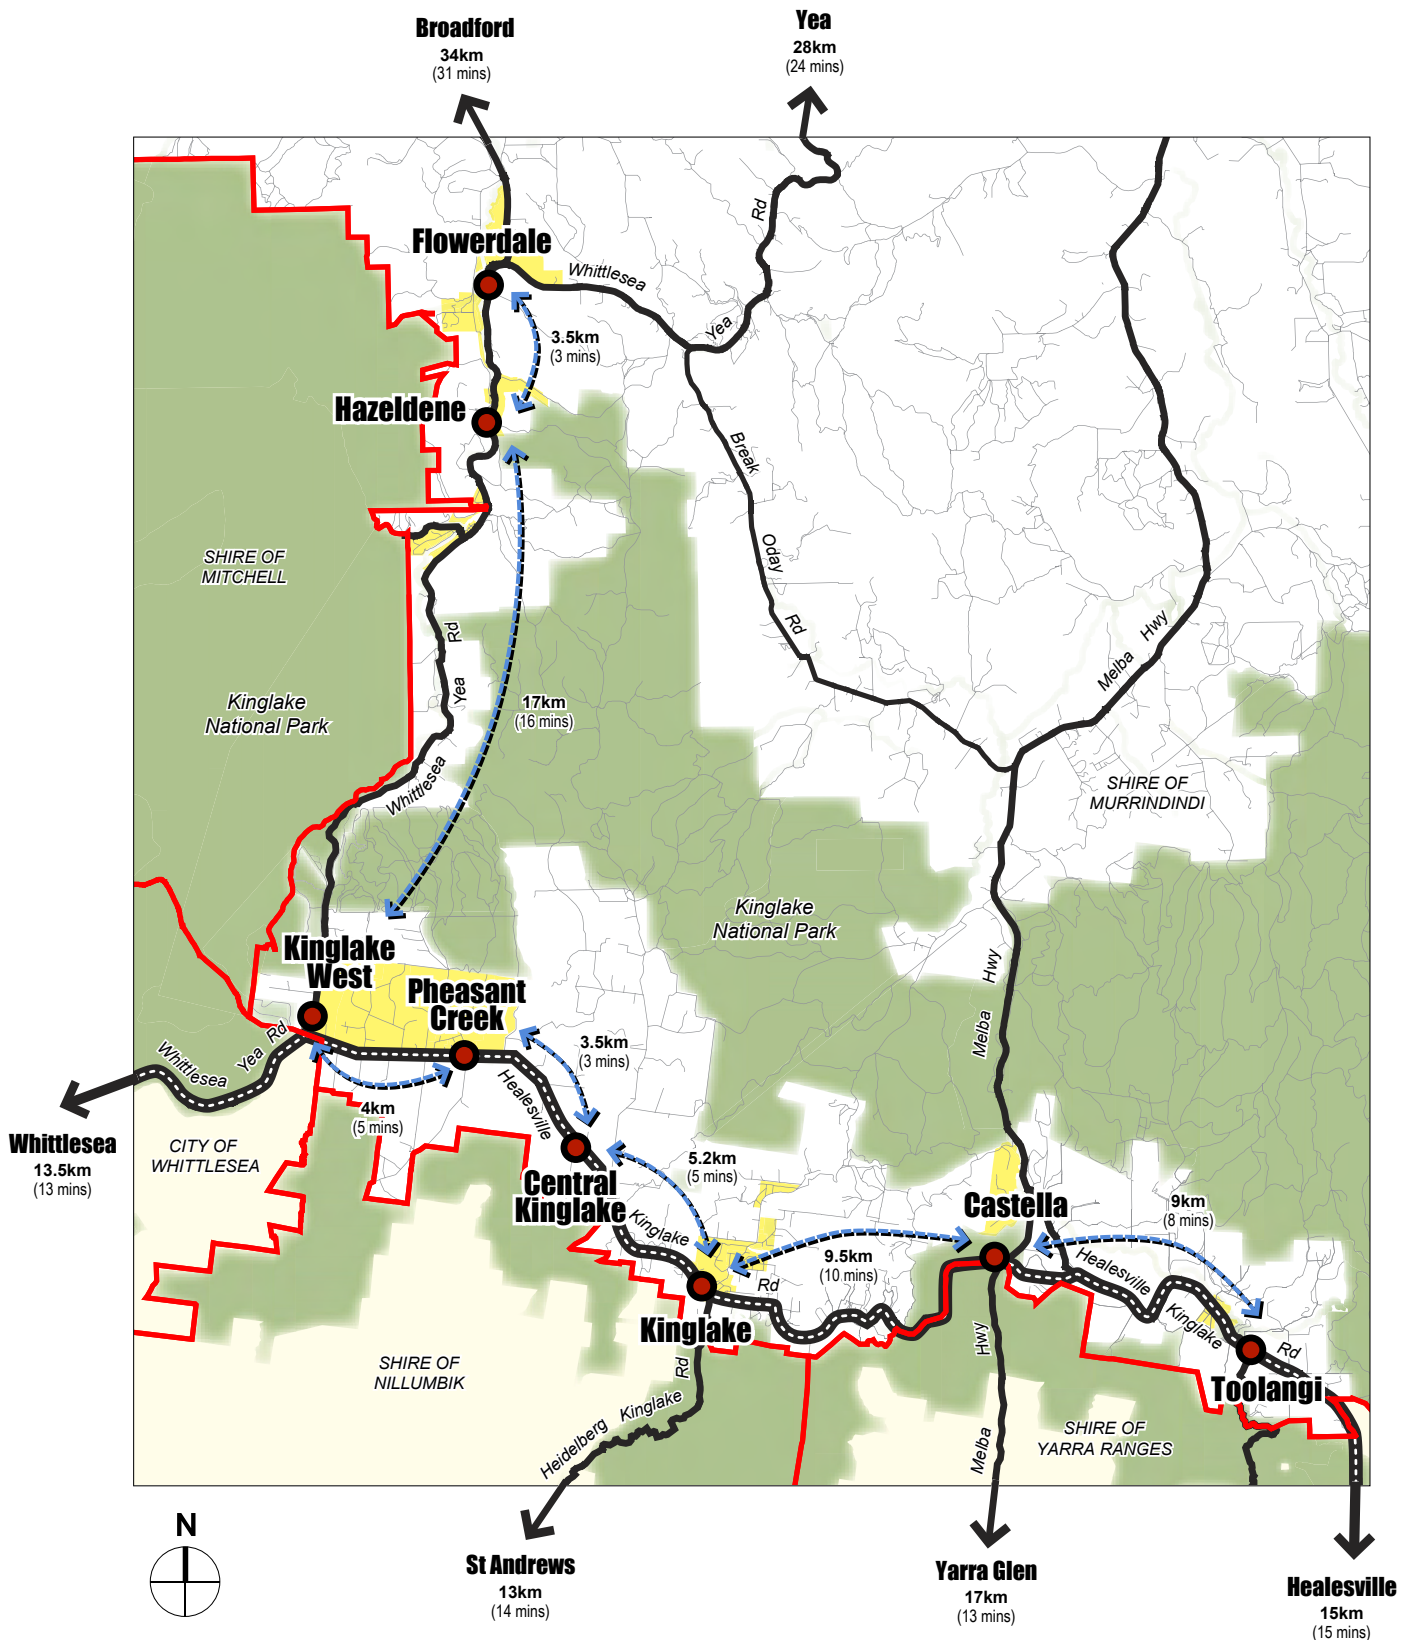 Broadford
34km
(31 mins)
Yea
28km
(24 mins)
Flowerdale
Whittlesea
Yea
Rd
3.5km
(3 mins)
Hazeldene
Break
Oday
Rd
SHIRE OF
MITCHELL
Kinglake
National Park
Rd
Yea
Whittlesea
17km
(16 mins)
Melba
Hwy
SHIRE OF
MURRINDINDI
Kinglake
National Park
Hwy
Melba
Kinglake
West
Pheasant
Creek
Whittlesea
Yea
Rd
3.5km
(3 mins)
Healesville
4km
(5 mins)
Whittlesea
13.5km
(13 mins)
CITY OF
WHITTLESEA
Central
Kinglake
5.2km
(5 mins)
Kinglake
Rd
Castella
9km
(8 mins)
9.5km
(10 mins)
Healesville
Kinglake
Rd
Kinglake
Toolangi
SHIRE OF
NILLUMBIK
Rd
Kinglake
Heidelberg
Hwy
Melba
SHIRE OF
YARRA RANGES
N
St Andrews
13km
(14 mins)
Yarra Glen
17km
(13 mins)
Healesville
15km
(15 mins)